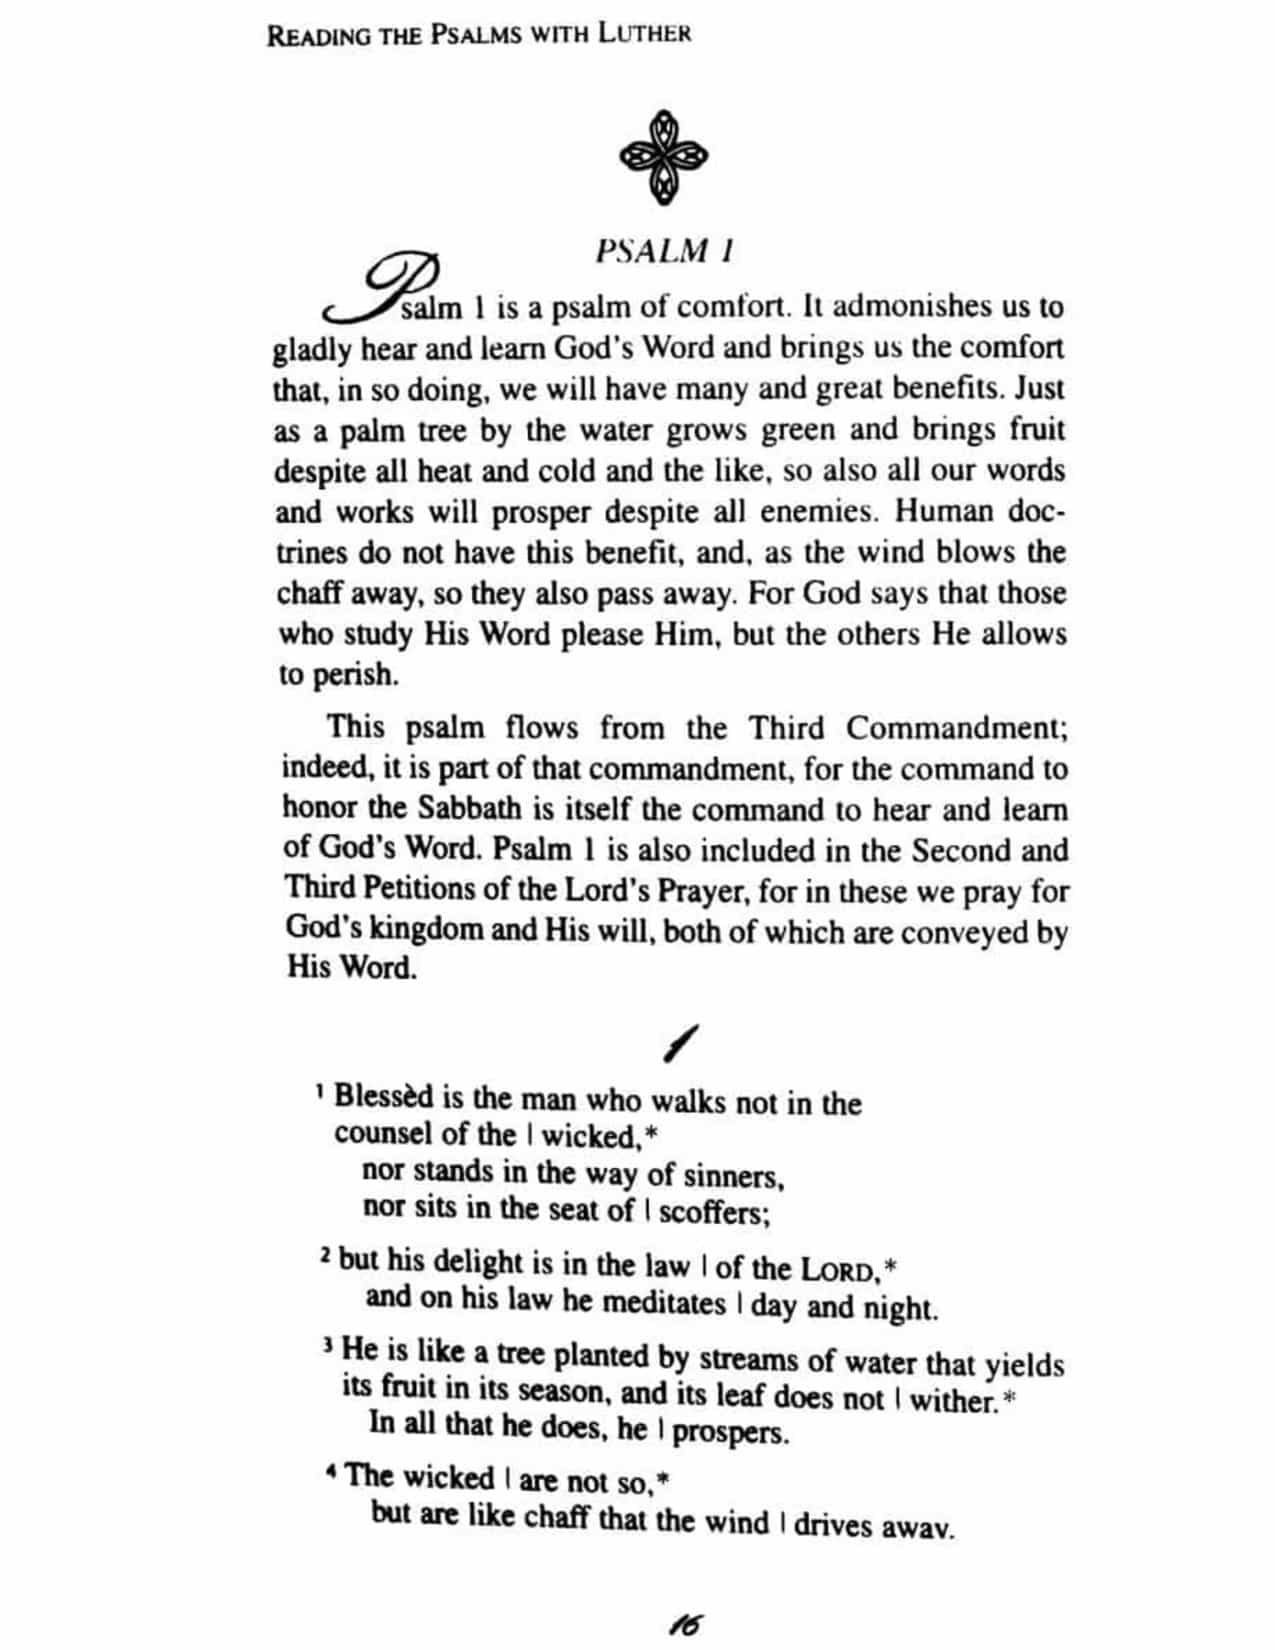 READING THE PSALMS WITH LUTHER
PSALM 1
Psalm 1 is a psalm of comfort. It admonishes us to
gladly hear and learn God's Word and brings us the comfort
that, in so doing, we will have many and great benefits. Just
as a palm tree by the water grows green and brings fruit
despite all heat and cold and the like, so also all our words
and works will prosper despite all enemies. Human doc-
trines do not have this benefit, and, as the wind blows the
chaff away, so they also pass away. For God says that those
who study His Word please Him, but the others He allows
to perish.
This psalm flows from the Third Commandment;
indeed, it is part of that commandment, for the command to
honor the Sabbath is itself the command to hear and learn
of God's Word. Psalm 1 is also included in the Second and
Third Petitions of the Lord's Prayer, for in these we pray for
God's kingdom and His will, both of which are conveyed by
His Word.
1
1 Blessèd is the man who walks not in the
counsel of the | wicked,*
nor stands in the way of sinners,
nor sits in the seat of | scoffers;
2 but his delight is in the law | of the LORD,*
and on his law he meditates | day and night.
3 He is like a tree planted by streams of water that yields
its fruit in its season, and its leaf does not | wither.*
In all that he does, he | prospers.
4 The wicked | are not so,*
but are like chaff that the wind | drives away.
16